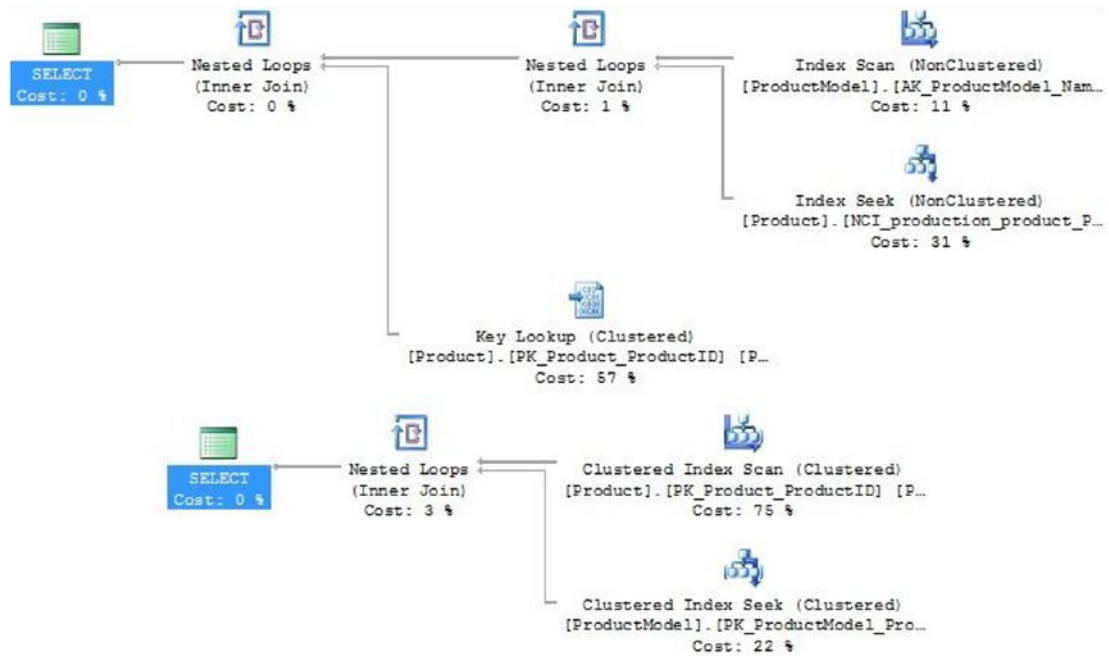 SELECT
Cost: 0 %
Nested Loops
(Inner Join)
Cost: 0 %
Nested Loops
(Inner Join)
Cost: 1 %
Index Scan (NonClustered)
[ProductModel].[AK_ProductModel_Nam…
Cost: 11 %
Index Seek (NonClustered)
[Product].[NCI_production_product_P…
Cost: 31 %
Key Lookup (Clustered)
[Product].[PK_Product_ProductID] [P…
Cost: 57 %
SELECT
Cost: 0 %
Nested Loops
(Inner Join)
Cost: 3 %
Clustered Index Scan (Clustered)
[Product].[PK_Product_ProductID] [P…
Cost: 75 %
Clustered Index Seek (Clustered)
[ProductModel].[PK_ProductModel_Pro…
Cost: 22 %